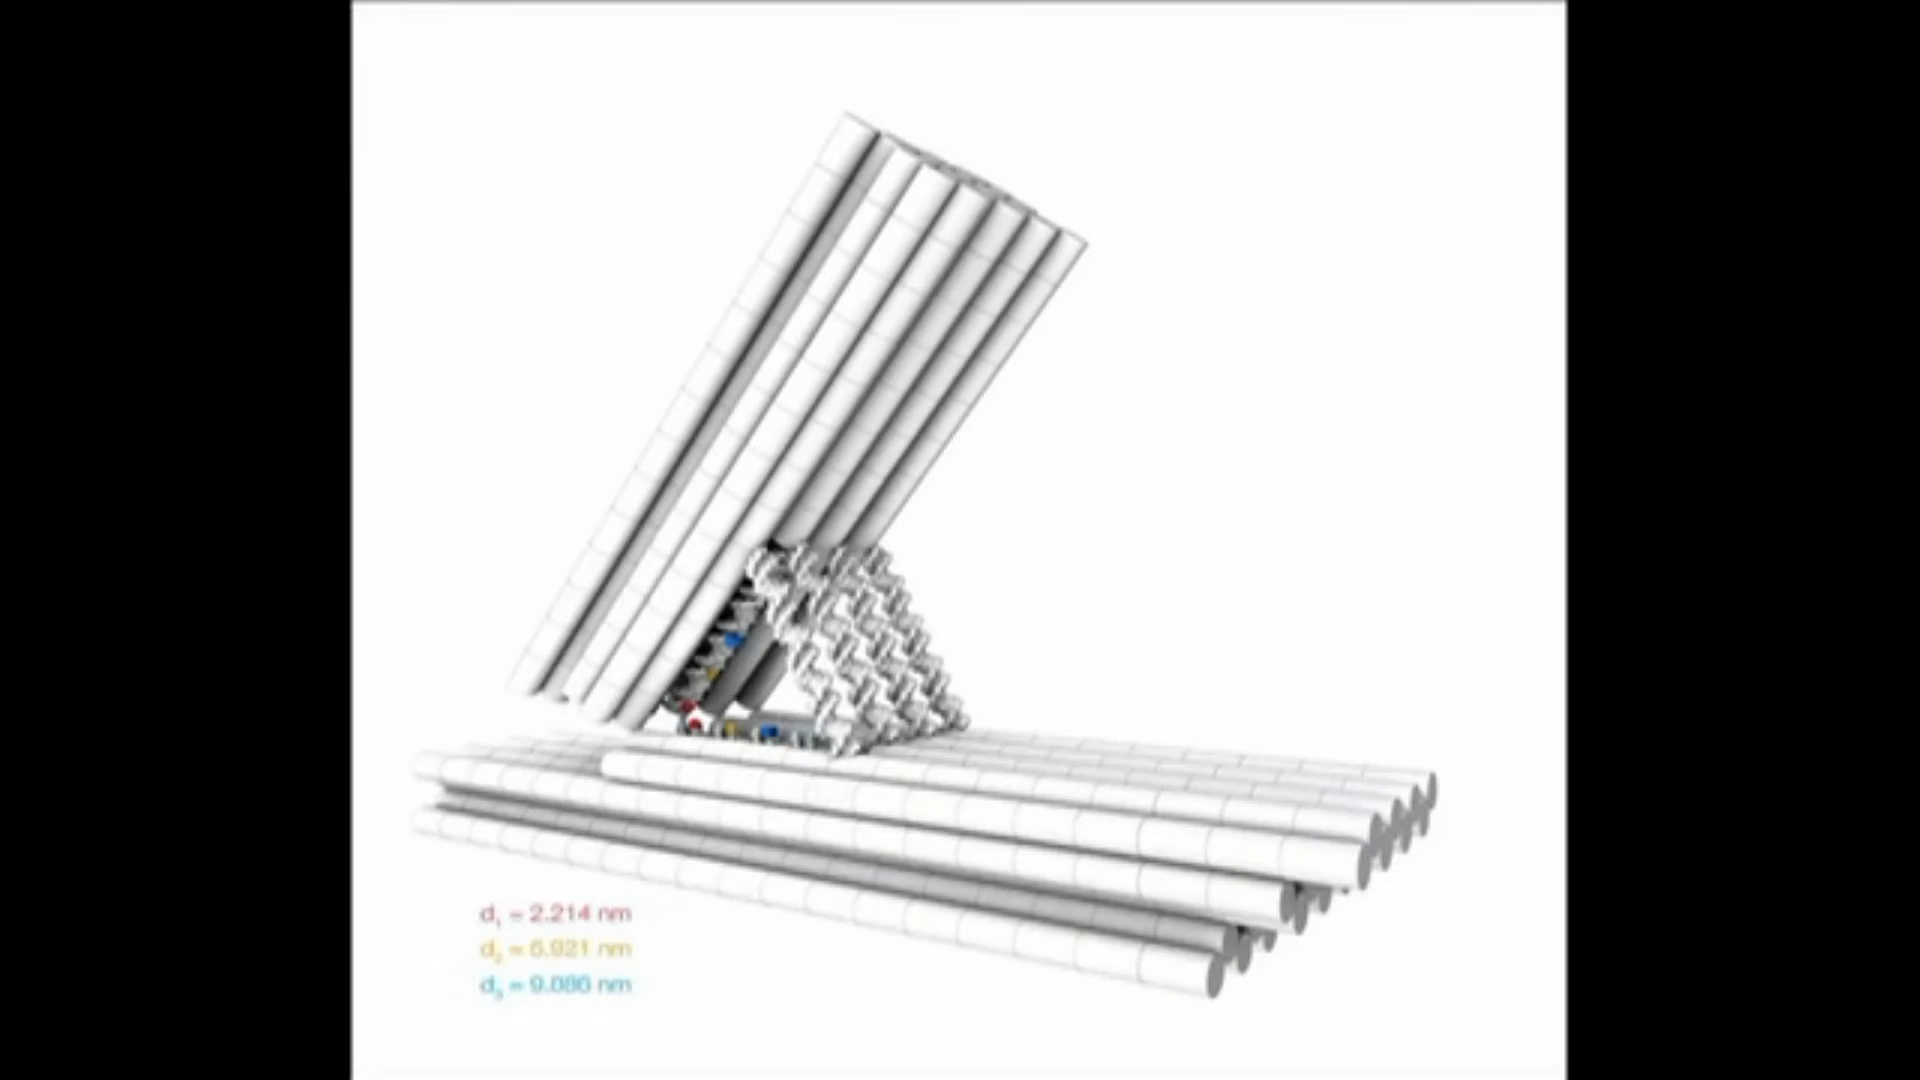 d₁ = 2.214 nm
d₂ = 5.921 nm
d₃ = 9.086 nm